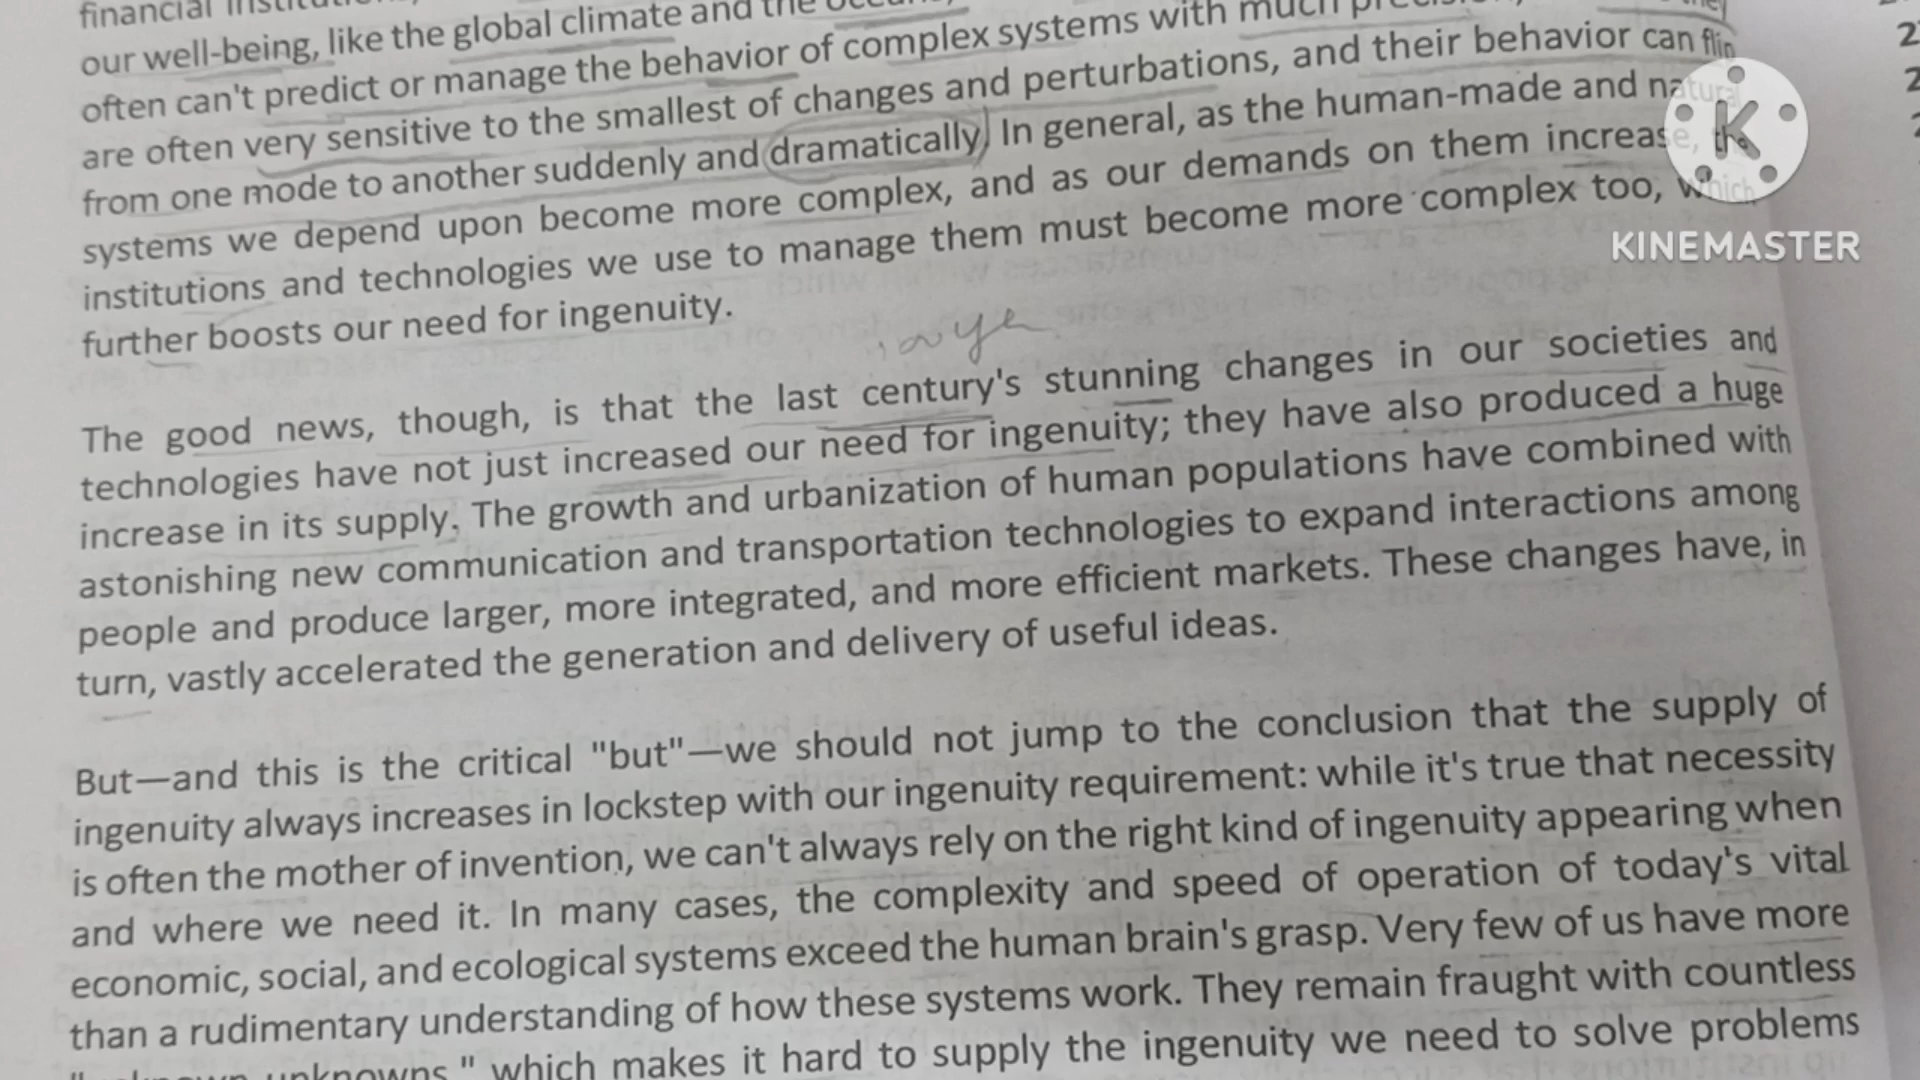 financial
our well-being, like the global climate and the
often can't predict or manage the behavior of complex systems with much they
are often very sensitive to the smallest of changes and perturbations, and their behavior can flip
from one mode to another suddenly and dramatically. In general, as the human-made and natural
systems we depend upon become more complex, and as our demands on them increase, the
institutions and technologies we use to manage them must become more complex too, which
further boosts our need for ingenuity.
The good news, though, is that the last century's stunning changes in our societies and
technologies have not just increased our need for ingenuity; they have also produced a huge
increase in its supply. The growth and urbanization of human populations have combined with
astonishing new communication and transportation technologies to expand interactions among
people and produce larger, more integrated, and more efficient markets. These changes have, in
turn, vastly accelerated the generation and delivery of useful ideas.
But—and this is the critical "but"—we should not jump to the conclusion that the supply of
ingenuity always increases in lockstep with our ingenuity requirement: while it's true that necessity
is often the mother of invention, we can't always rely on the right kind of ingenuity appearing when
and where we need it. In many cases, the complexity and speed of operation of today's vital
economic, social, and ecological systems exceed the human brain's grasp. Very few of us have more
than a rudimentary understanding of how these systems work. They remain fraught with countless
unknowns," which makes it hard to supply the ingenuity we need to solve problems
K
KINEMASTER